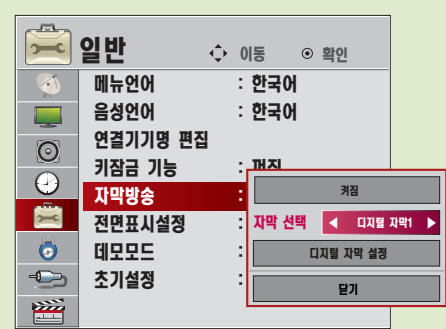 일반 이동 확인
메뉴언어 : 한국어
음성언어 : 한국어
연결기기명 편집
키잠금 기능 :
자막방송 :
켜짐
자막 선택 ◀ 디지털 자막1 ▶
전면표시설정 :
디지털 자막 설정
데모모드 :
초기설정 :
닫기